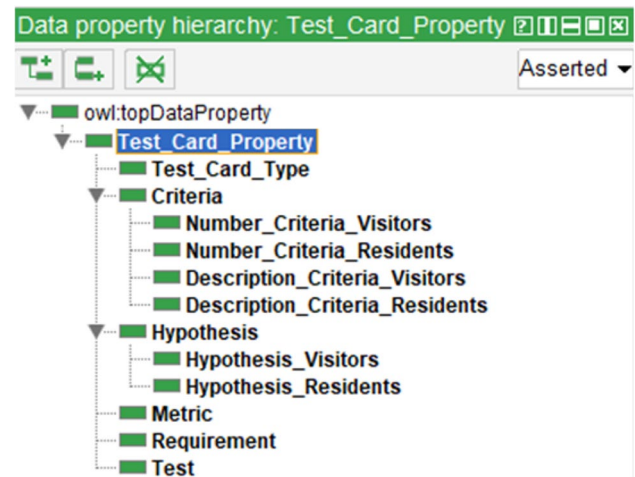 Data property hierarchy: Test_Card_Property
Asserted
owl:topDataProperty
Test_Card_Property
Test_Card_Type
Criteria
Number_Criteria_Visitors
Number_Criteria_Residents
Description_Criteria_Visitors
Description_Criteria_Residents
Hypothesis
Hypothesis_Visitors
Hypothesis_Residents
Metric
Requirement
Test